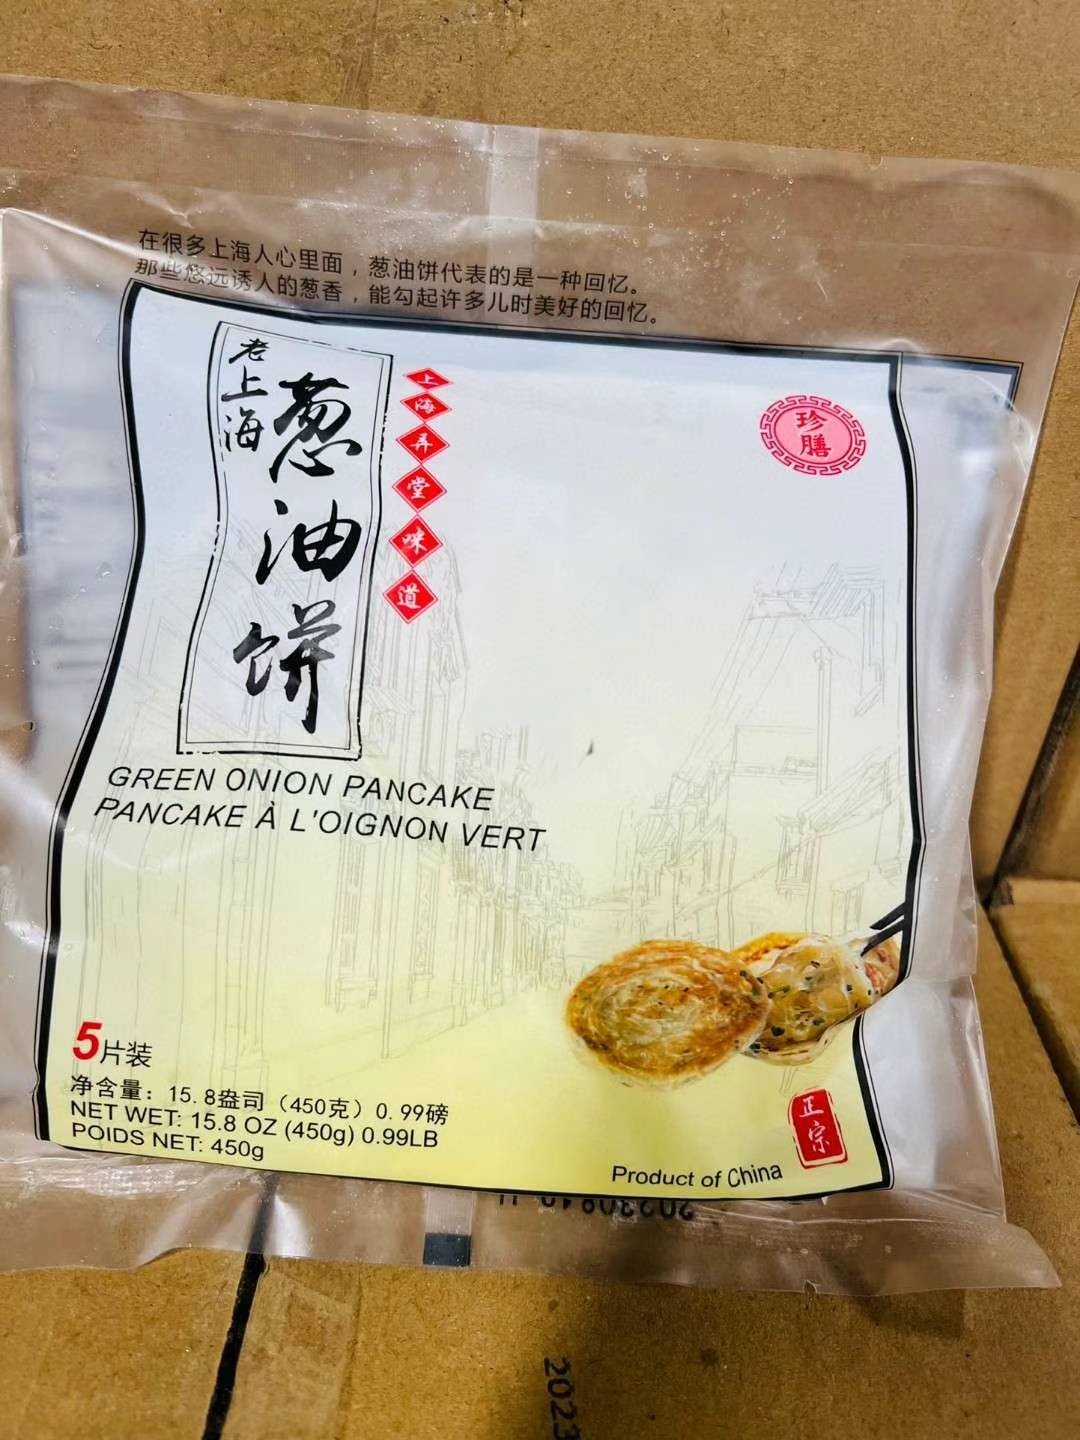 在很多上海人心里面，葱油饼代表的是一种回忆。
那些悠远诱人的葱香，能勾起许多儿时美好的回忆。
老上海
葱油饼
上海弄堂味道
珍膳
GREEN ONION PANCAKE
PANCAKE À L'OIGNON VERT
5片装
净含量：15.8盎司（450克）0.99磅
NET WET: 15.8 OZ (450g) 0.99LB
POIDS NET: 450g
正宗
Product of China
2023